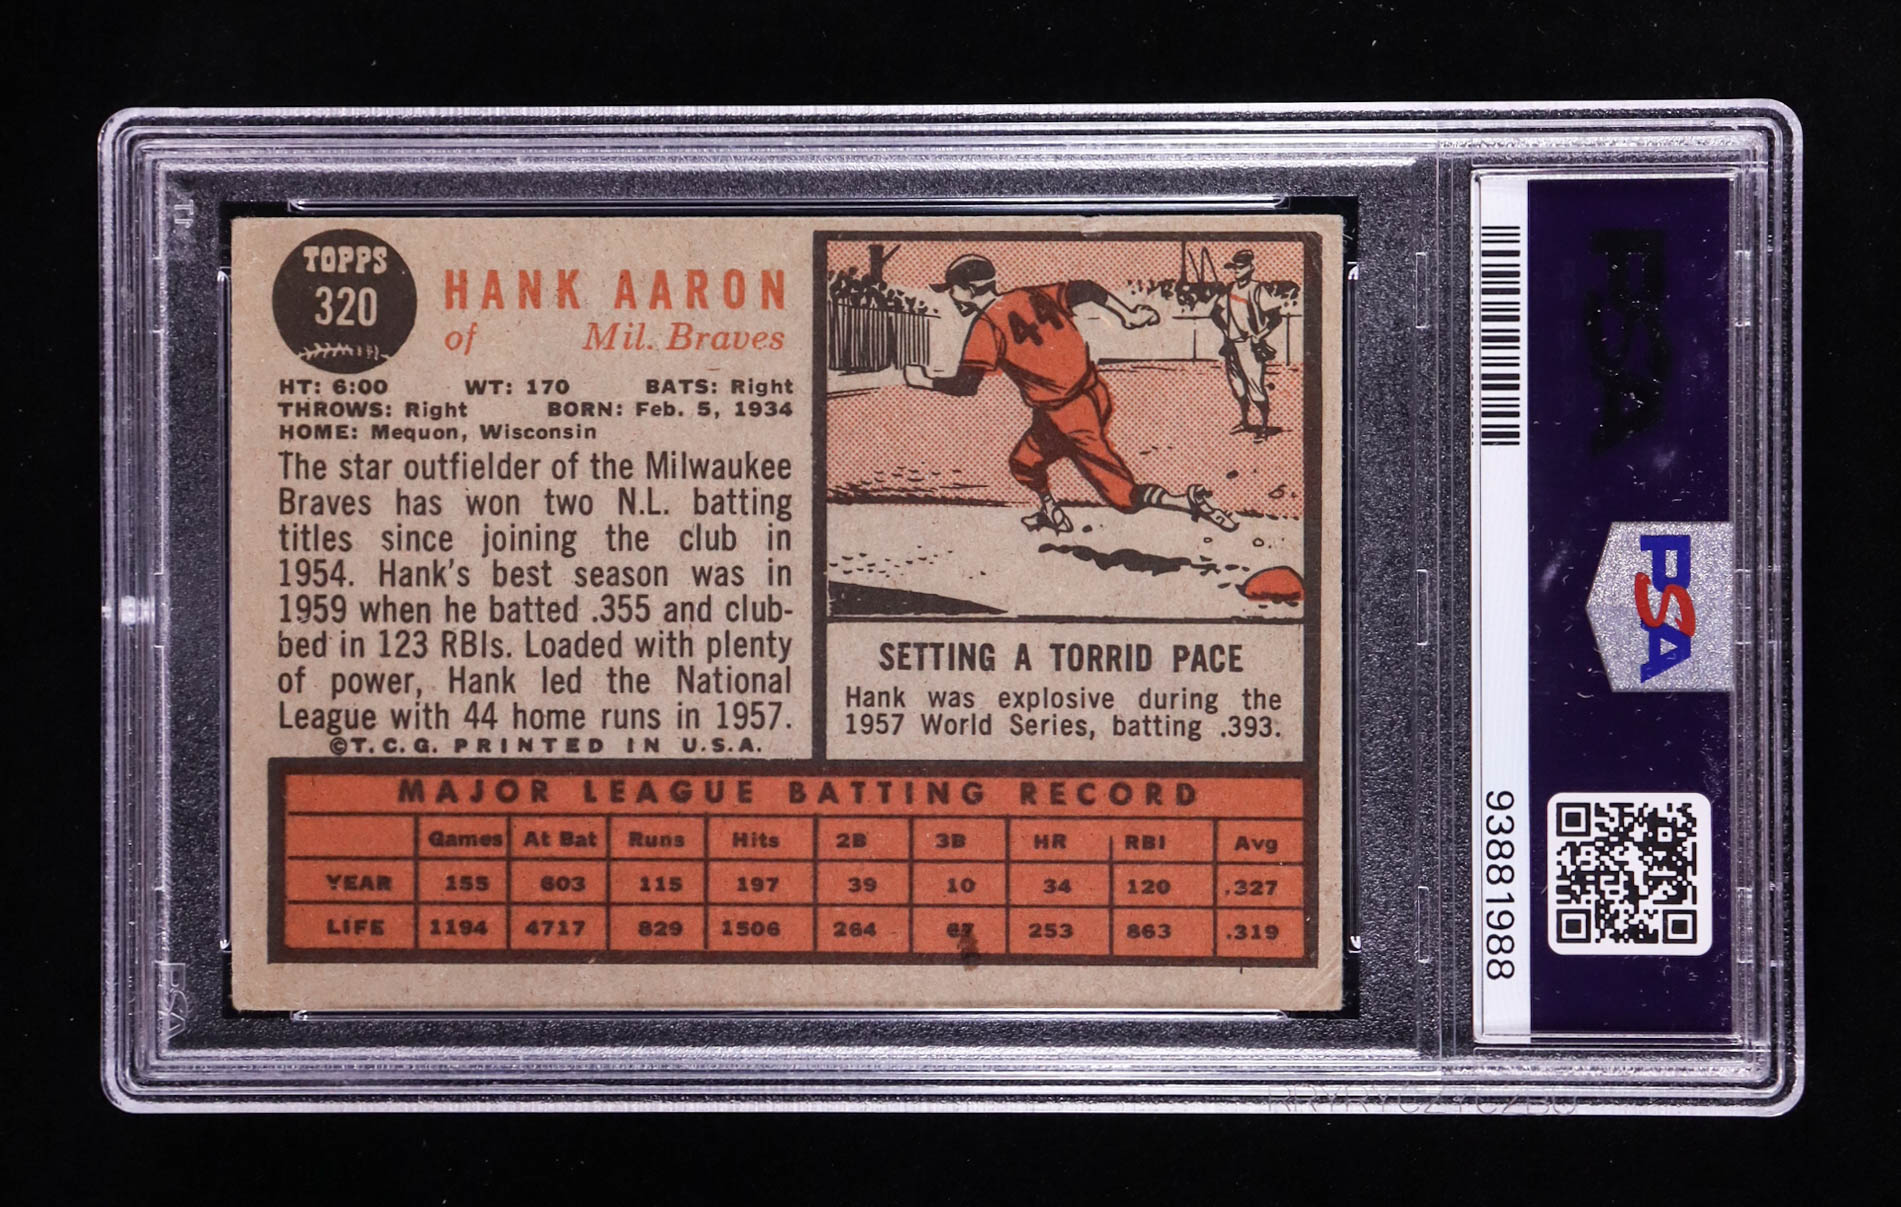 TOPPS
320
HANK AARON
of Mil. Braves
HT: 6:00 WT: 170 BATS: Right
THROWS: Right BORN: Feb. 5, 1934
HOME: Mequon, Wisconsin
The star outfielder of the Milwaukee
Braves has won two N.L. batting
titles since joining the club in
1954. Hank's best season was in
1959 when he batted .355 and club-
bed in 123 RBIs. Loaded with plenty
of power, Hank led the National
League with 44 home runs in 1957.
©T.C.G. PRINTED IN U.S.A.
44
S.
SETTING A TORRID PACE
Hank was explosive during the
1957 World Series, batting .393.
MAJOR LEAGUE BATTING RECORD
Games At Bat Runs Hits 2B 3B HR RBI Avg
YEAR 155 603 115 197 39 10 34 120 .327
LIFE 1194 4717 829 1506 264 253 863 .319
PSA
PSA
93881988
PSA